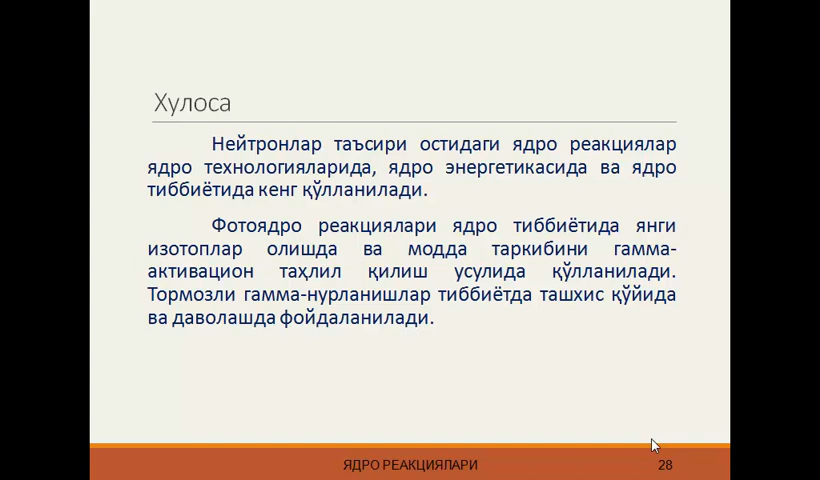 Хулоса
Нейтронлар таъсири остидаги ядро реакциялар
ядро технологияларида, ядро энергетикасида ва ядро
тиббиётида кенг қўлланилади.
Фотоядро реакциялари ядро тиббиётида янги
изотоплар олишда ва модда таркибини гамма-
активацион таҳлил қилиш усулида қўлланилади.
Тормозли гамма-нурланишлар тиббиётда ташхис қўйида
ва даволашда фойдаланилади.
ЯДРО РЕАКЦИЯЛАРИ
28